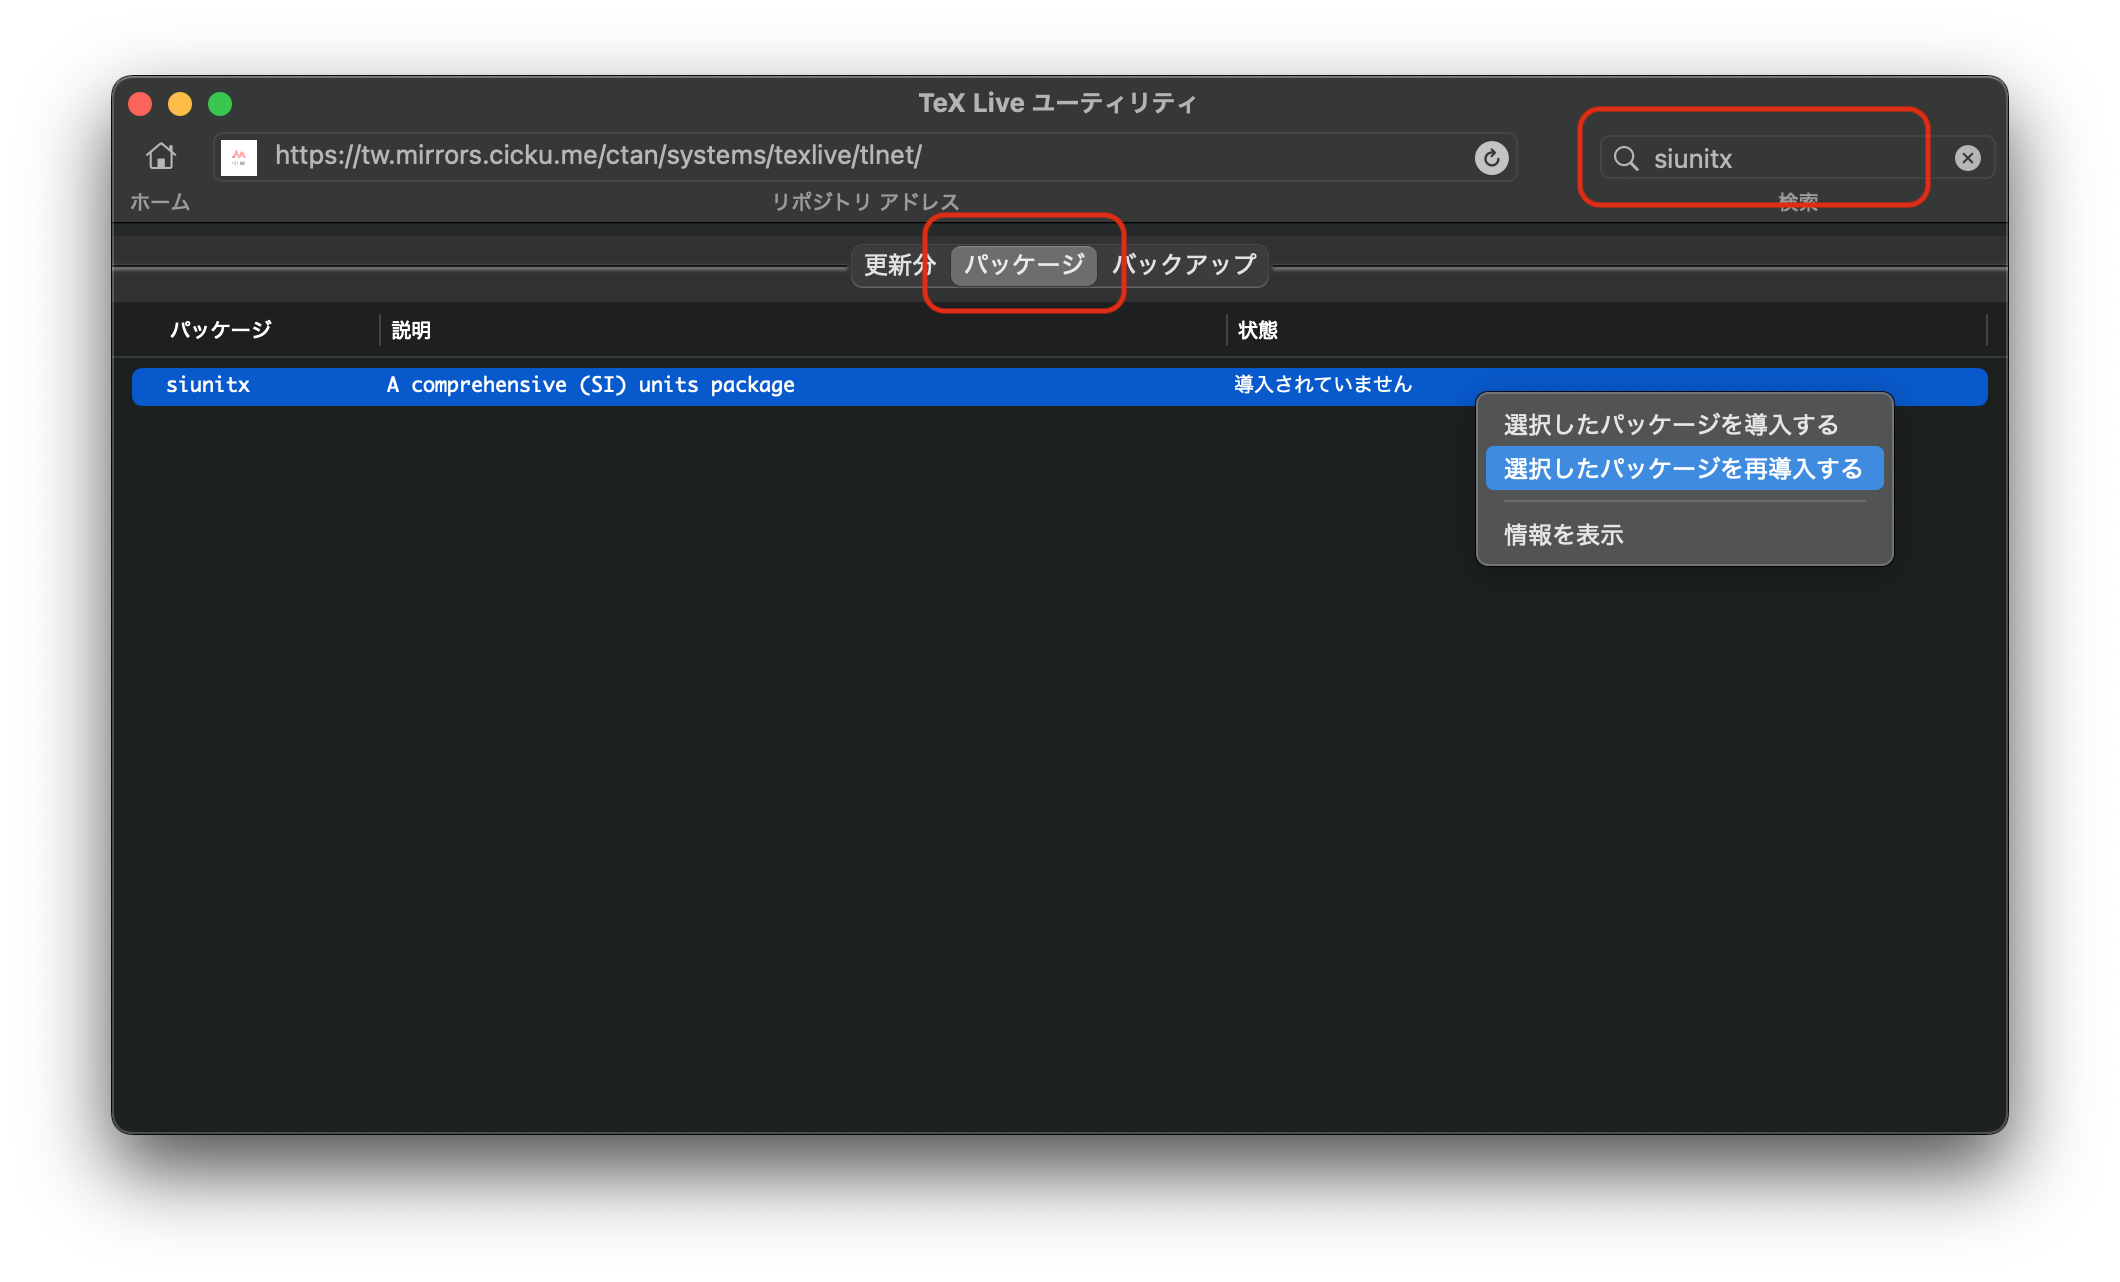 TeX Live ユーティリティ
https://tw.mirrors.cicku.me/ctan/systems/texlive/tlnet/
siunitx
ホーム
リポジトリ アドレス
検索
更新分 パッケージ バックアップ
パッケージ 説明 状態
siunitx A comprehensive (SI) units package 導入されていません
選択したパッケージを導入する
選択したパッケージを再導入する
情報を表示